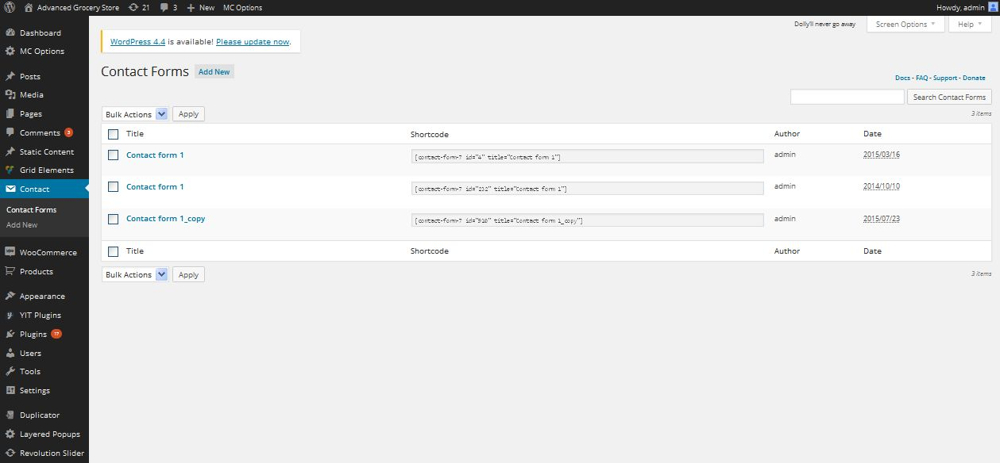 Advanced Grocery Store 21 3 New MC Options Howdy, admin
Dolly'll never go away Screen Options Help
WordPress 4.4 is available! Please update now.
Contact Forms Add New
Docs - FAQ - Support - Donate
Search Contact Forms
Bulk Actions Apply 3 items
Title Shortcode Author Date
Contact form 1 [contact-form-7 id="4" title="Contact form 1"] admin 2015/03/16
Contact form 1 [contact-form-7 id="232" title="Contact form 1"] admin 2014/10/10
Contact form 1_copy [contact-form-7 id="910" title="Contact form 1_copy"] admin 2015/07/23
Title Shortcode Author Date
Bulk Actions Apply 3 items
Dashboard
MC Options
Posts
Media
Pages
Comments 3
Static Content
Grid Elements
Contact
Contact Forms
Add New
WooCommerce
Products
Appearance
YIT Plugins
Plugins 17
Users
Tools
Settings
Duplicator
Layered Popups
Revolution Slider